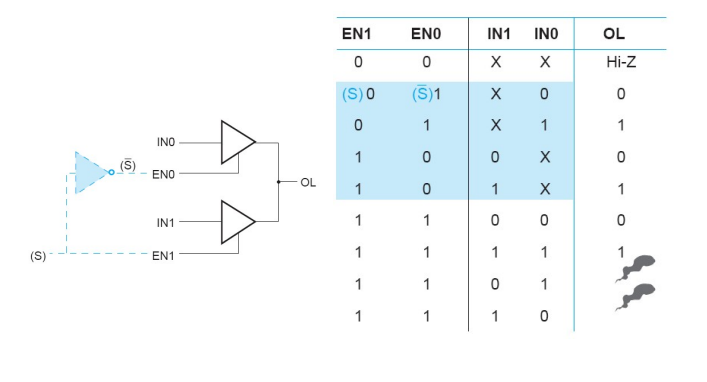 EN1 EN0 IN1 IN0 OL
0 0 X X Hi-Z
(S) 0 (S̅) 1 X 0 0
0 1 X 1 1
1 0 0 X 0
1 0 1 X 1
1 1 0 0 0
1 1 1 1 1
1 1 0 1
1 1 1 0
IN0
(S̅) EN0
OL
IN1
(S) EN1